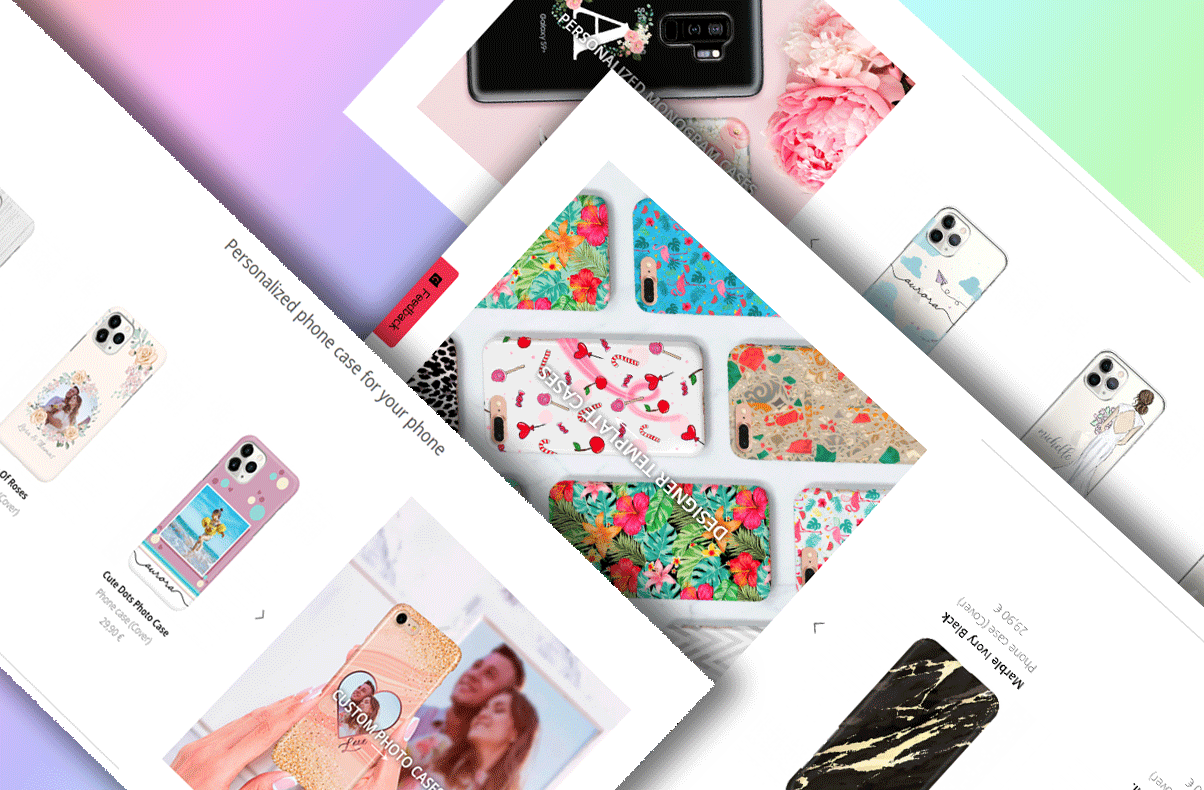 Galaxy S9+
PERSONALIZED MONOGRAM CASES
A
Feedback
Personalized phone case for your phone
DESIGNER TEMPLATE CASES
aurora
michelle
Of Roses
(Cover)
aurora
Cute Dots Photo Case
Phone case (Cover)
29,90 €
CUSTOM PHOTO CASES
Love
Marble Ivory Black
Phone case (Cover)
29,90 €